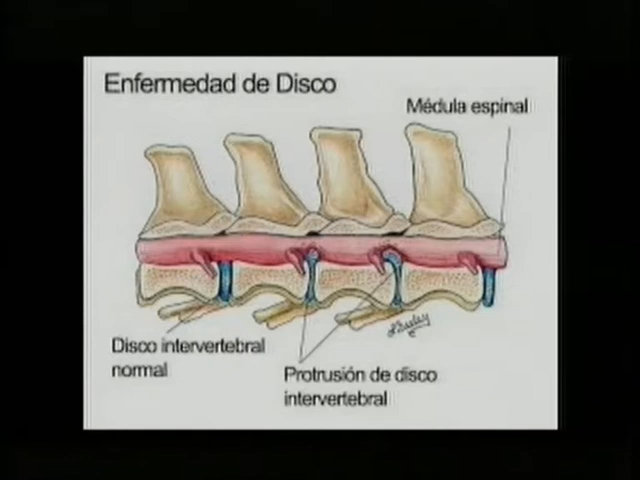 Enfermedad de Disco
Médula espinal
Disco intervertebral
normal
Protrusión de disco
intervertebral